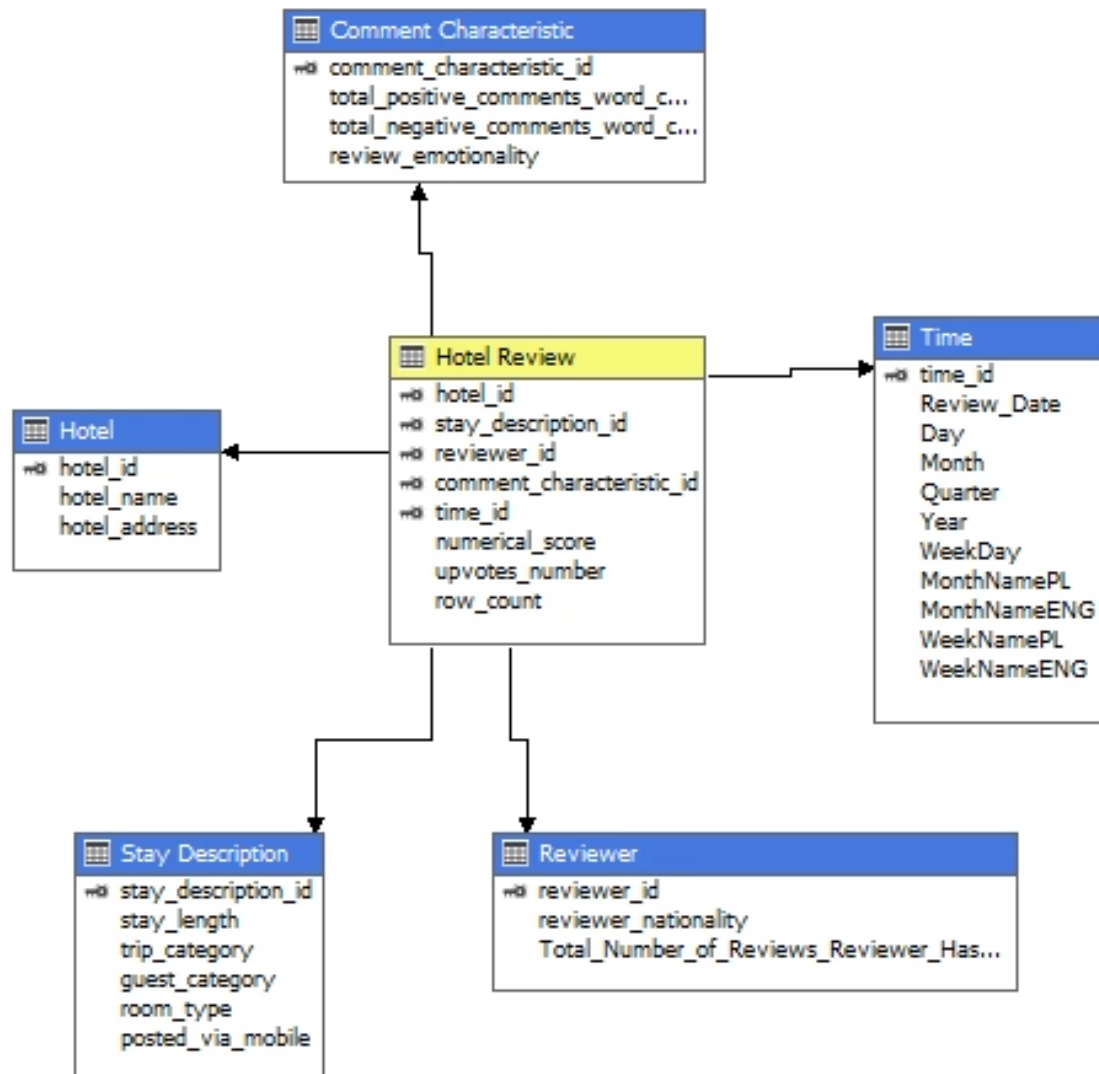 Comment Characteristic
comment_characteristic_id
total_positive_comments_word_c...
total_negative_comments_word_c...
review_emotionality
Hotel Review
hotel_id
stay_description_id
reviewer_id
comment_characteristic_id
time_id
numerical_score
upvotes_number
row_count
Time
time_id
Review_Date
Day
Month
Quarter
Year
WeekDay
MonthNamePL
MonthNameENG
WeekNamePL
WeekNameENG
Hotel
hotel_id
hotel_name
hotel_address
Stay Description
stay_description_id
stay_length
trip_category
guest_category
room_type
posted_via_mobile
Reviewer
reviewer_id
reviewer_nationality
Total_Number_of_Reviews_Reviewer_Has...